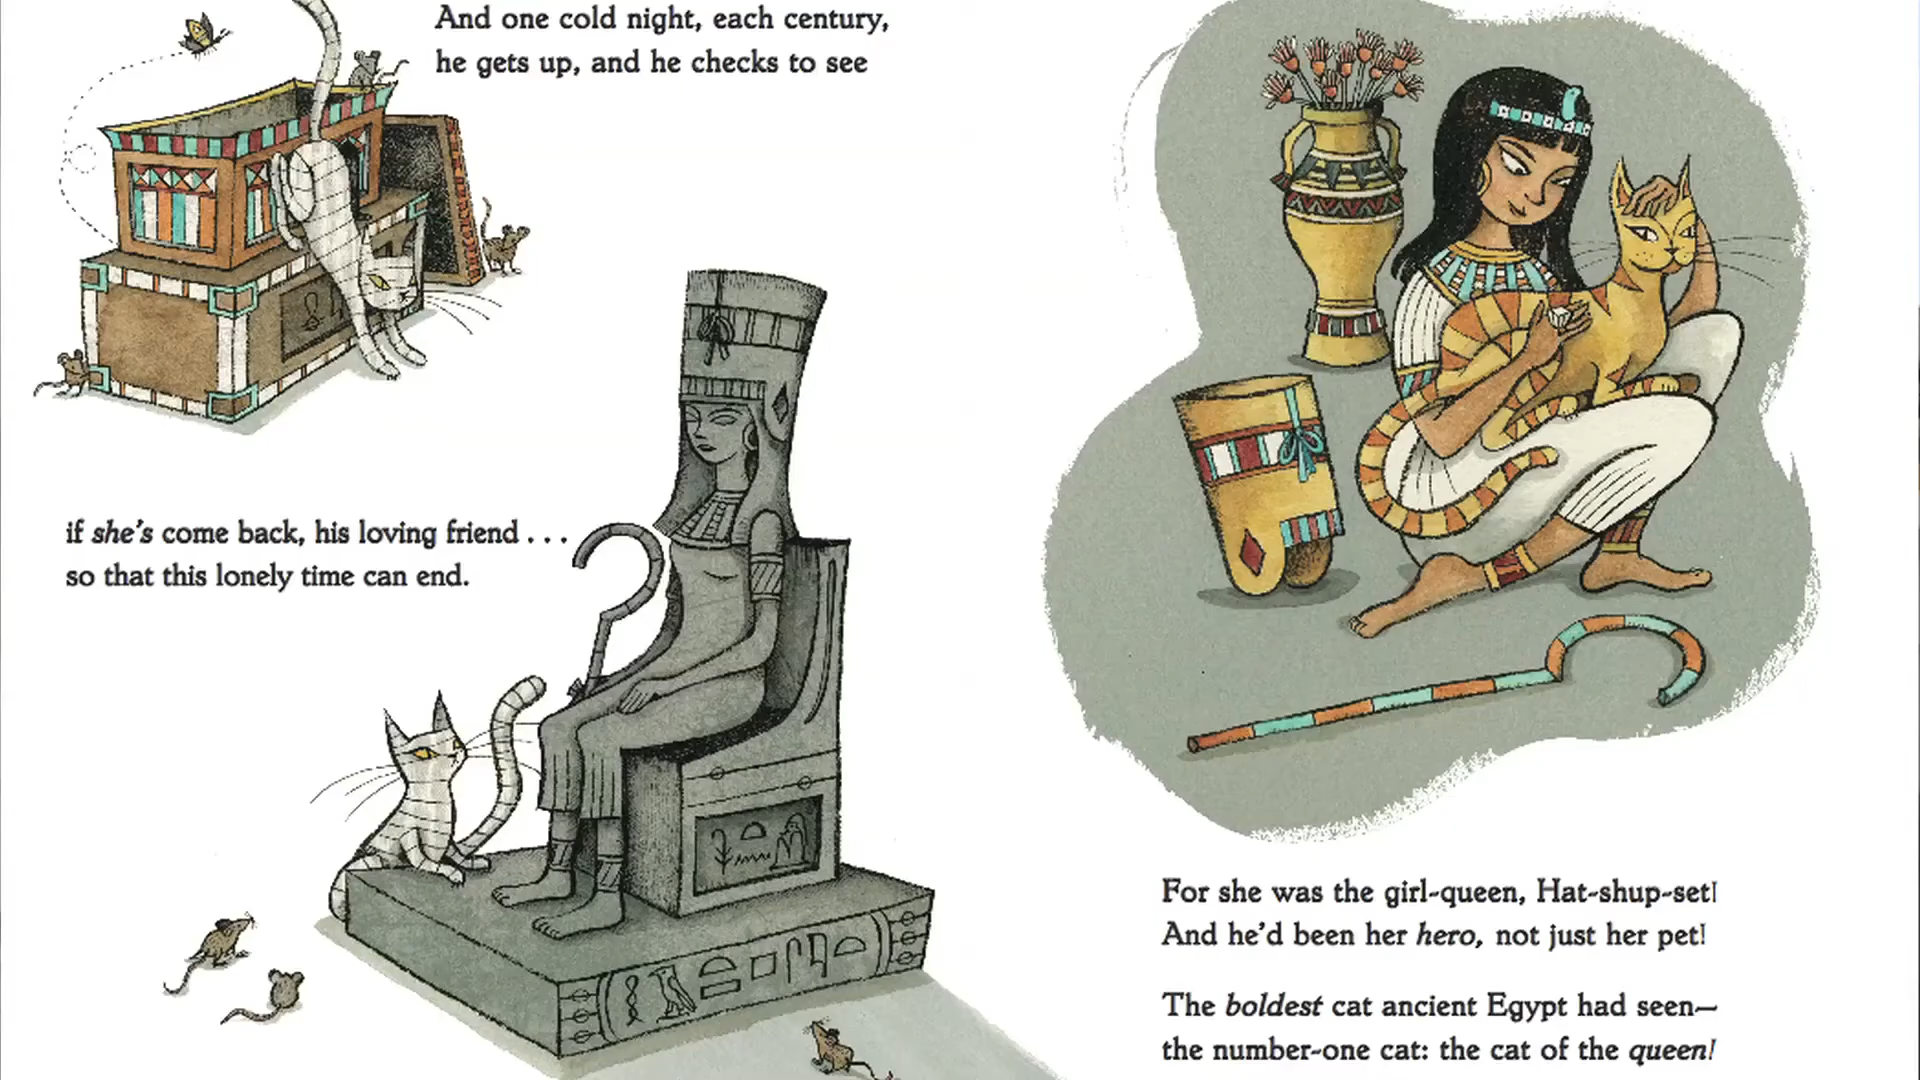 And one cold night, each century,
he gets up, and he checks to see
if she's come back, his loving friend . . .
so that this lonely time can end.
For she was the girl-queen, Hat-shup-set!
And he'd been her hero, not just her pet!
The boldest cat ancient Egypt had seen—
the number-one cat: the cat of the queen!